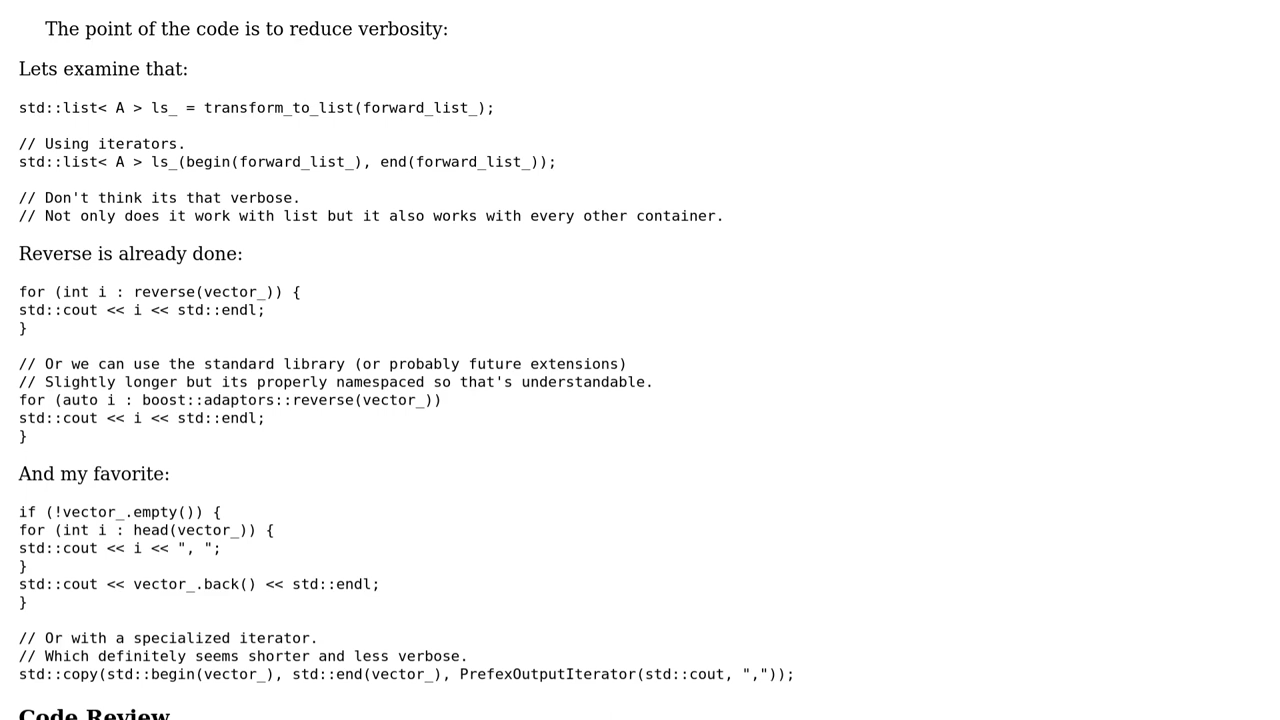 The point of the code is to reduce verbosity:
Lets examine that:
std::list< A > ls_ = transform_to_list(forward_list_);
// Using iterators.
std::list< A > ls_(begin(forward_list_), end(forward_list_));
// Don't think its that verbose.
// Not only does it work with list but it also works with every other container.
Reverse is already done:
for (int i : reverse(vector_)) {
std::cout << i << std::endl;
}
// Or we can use the standard library (or probably future extensions)
// Slightly longer but its properly namespaced so that's understandable.
for (auto i : boost::adaptors::reverse(vector_))
std::cout << i << std::endl;
}
And my favorite:
if (!vector_.empty()) {
for (int i : head(vector_)) {
std::cout << i << ", ";
}
std::cout << vector_.back() << std::endl;
}
// Or with a specialized iterator.
// Which definitely seems shorter and less verbose.
std::copy(std::begin(vector_), std::end(vector_), PrefexOutputIterator(std::cout, ","));
Code Review